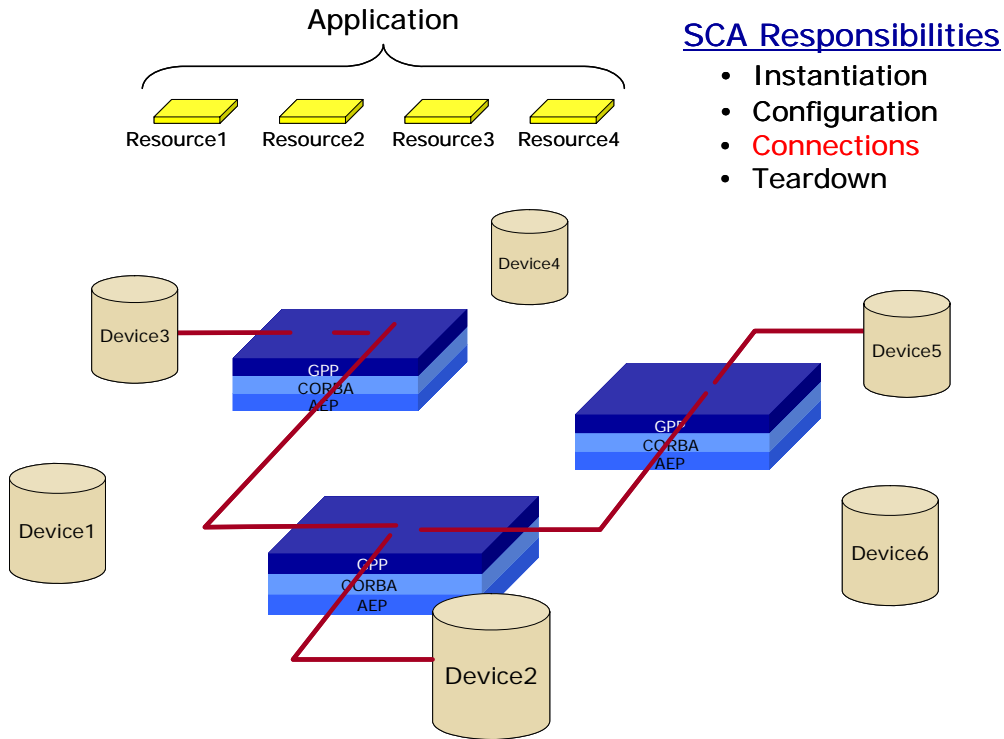 Application
SCA Responsibilities
• Instantiation
• Configuration
• Connections
• Teardown
Resource1 Resource2 Resource3 Resource4
Device4
Device3
Device5
GPP
CORBA
AEP
GPP
CORBA
AEP
Device1
Device6
GPP
CORBA
AEP
Device2